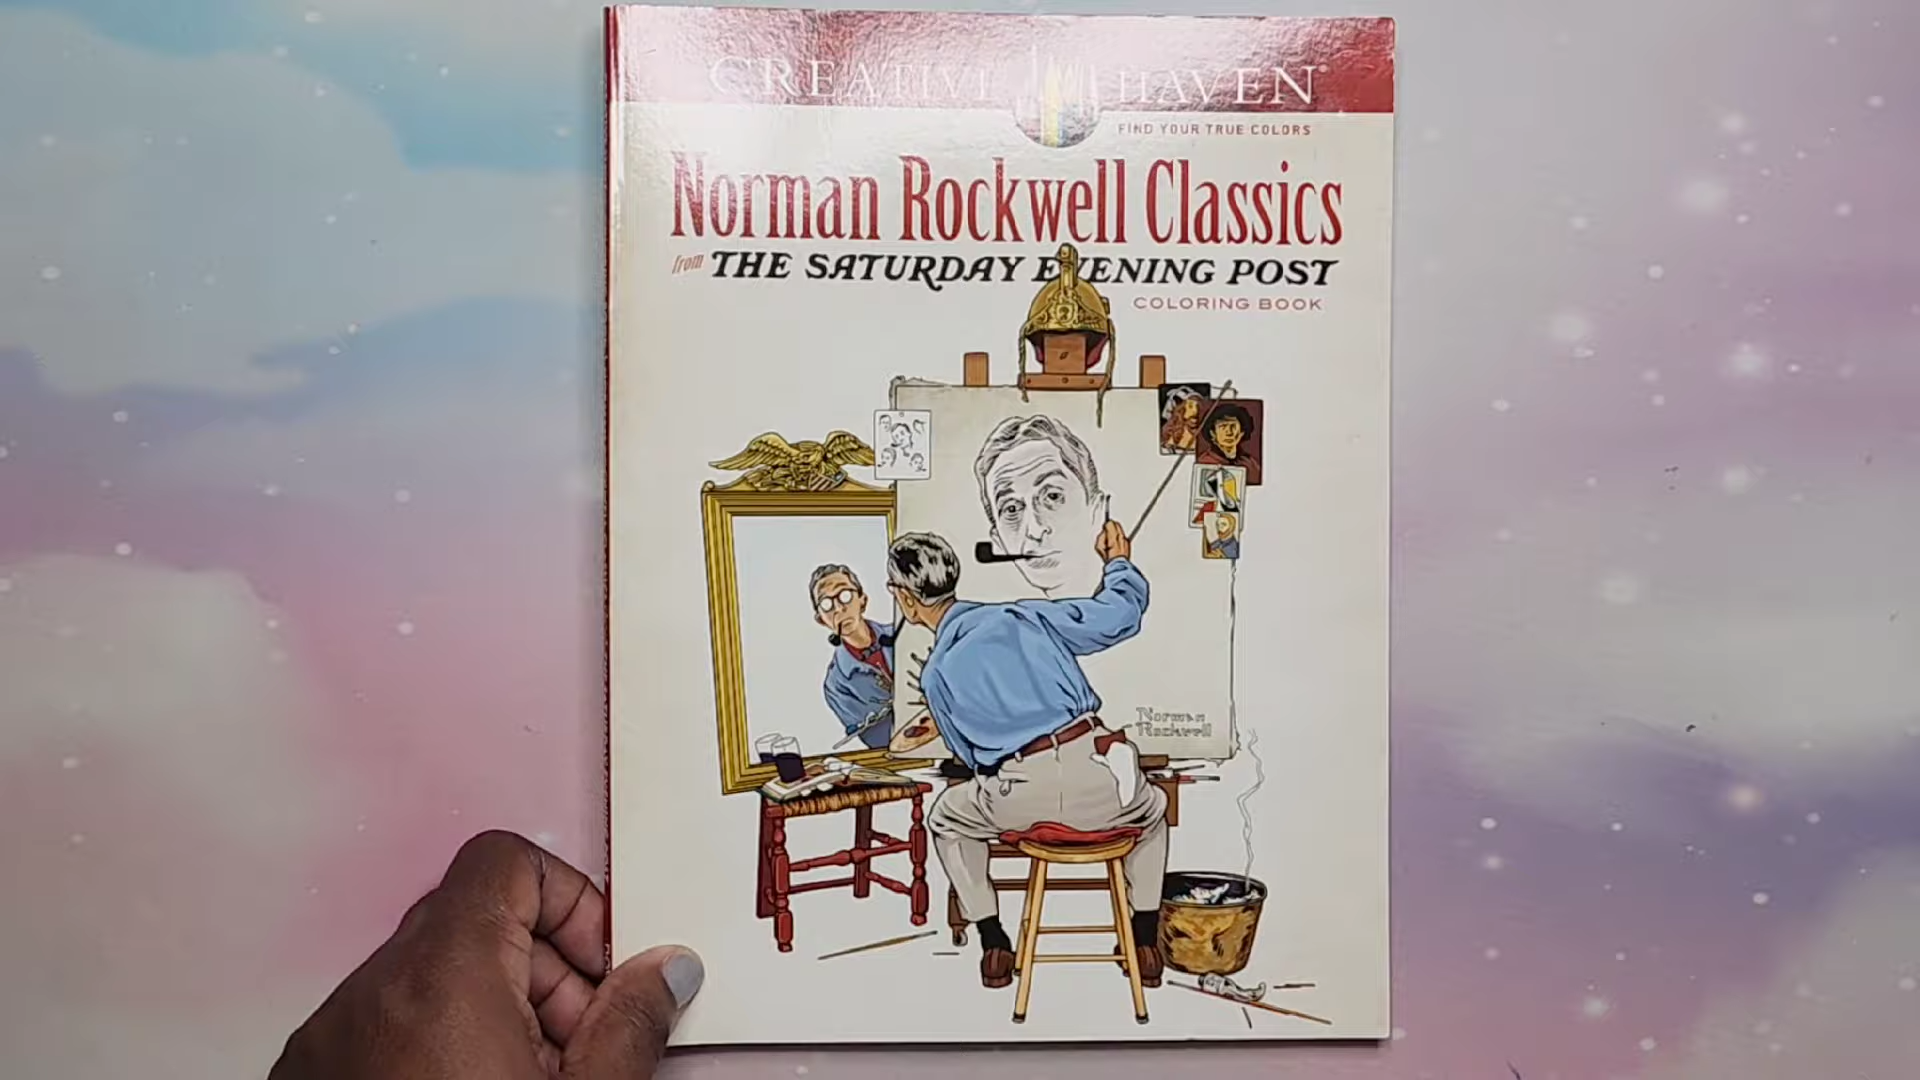 CREATIVE HAVEN®
FIND YOUR TRUE COLORS
Norman Rockwell Classics
from THE SATURDAY EVENING POST
COLORING BOOK
Norman
Rockwell